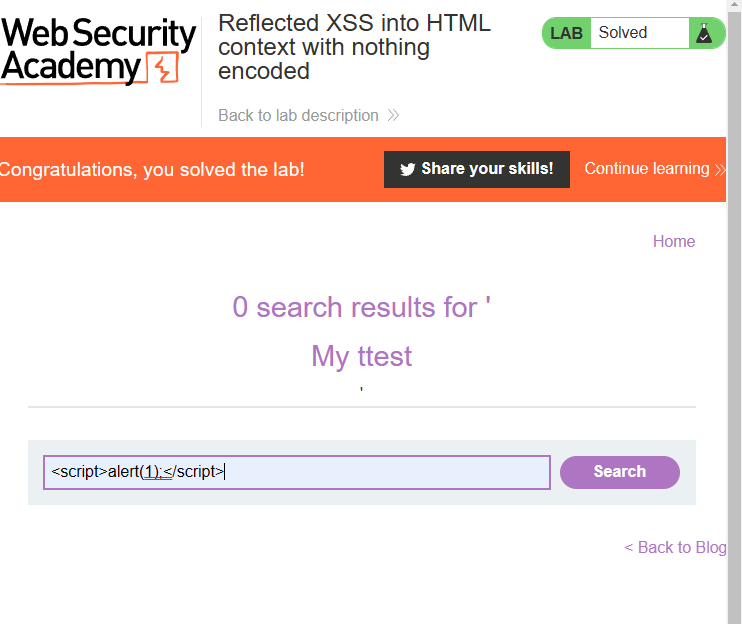 Web Security
Academy
Reflected XSS into HTML
context with nothing
encoded
Back to lab description
LAB Solved
Congratulations, you solved the lab!
Share your skills!
Continue learning
Home
0 search results for '
My ttest
'
<script>alert(1);</script>
Search
< Back to Blog